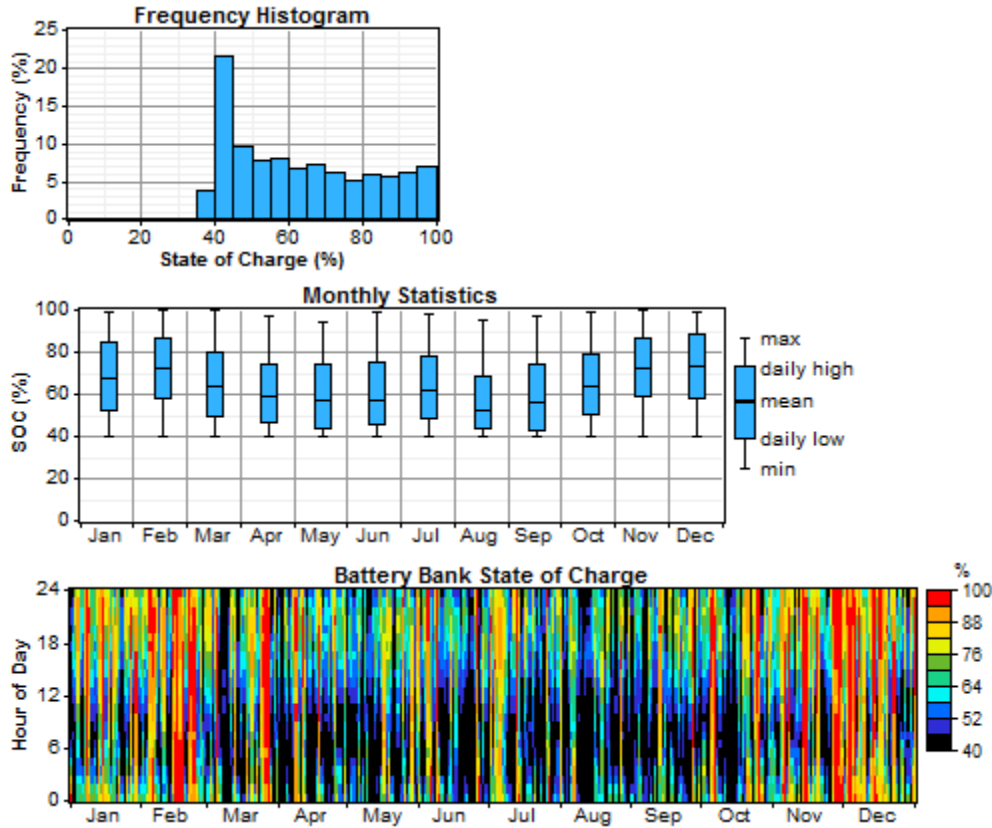 Frequency Histogram
25
20
15
10
5
0
Frequency (%)
0 20 40 60 80 100
State of Charge (%)
Monthly Statistics
100
80
60
40
20
0
SOC (%)
Jan Feb Mar Apr May Jun Jul Aug Sep Oct Nov Dec
max
daily high
mean
daily low
min
Battery Bank State of Charge
24
18
12
6
0
Hour of Day
Jan Feb Mar Apr May Jun Jul Aug Sep Oct Nov Dec
%
100
88
76
64
52
40